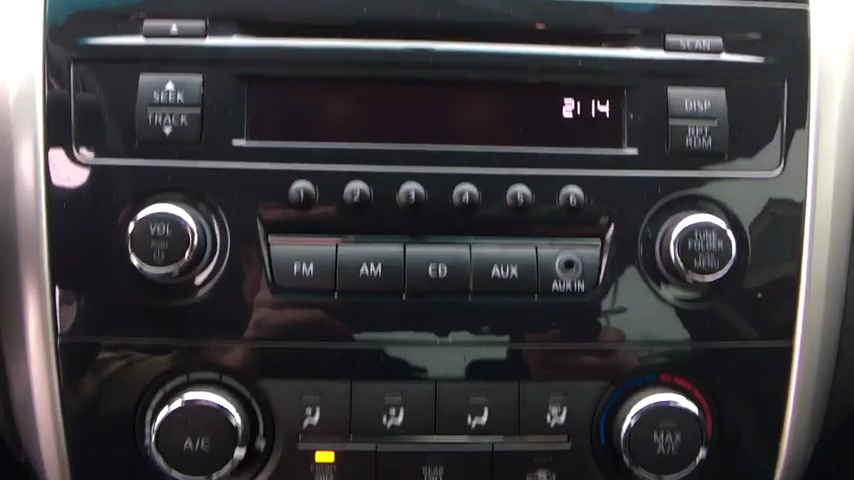 SCAN
SEEK
TRACK
2:14
DISP
RPT
RDM
1 2 3 4 5 6
VOL
TUNE
FOLDER
MENU
FM AM CD AUX
AUX IN
A/C
MAX
A/C